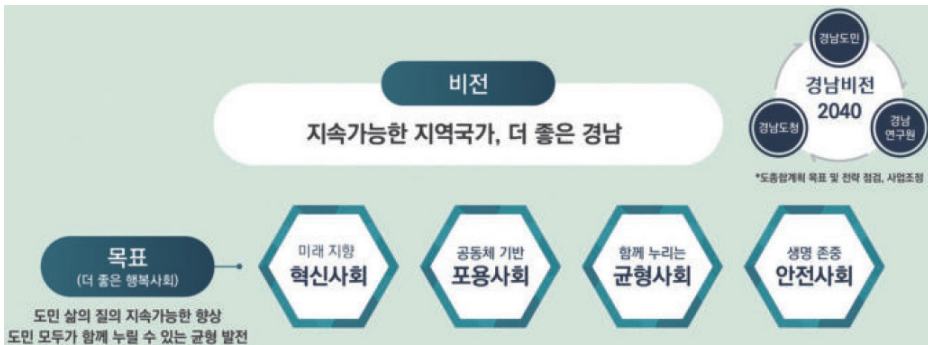 비전
지속가능한 지역국가, 더 좋은 경남
경남도민
경남비전
2040
경남도청
경남
연구원
*도종합계획 목표 및 전략 점검, 사업조정
목표
(더 좋은 행복사회)
도민 삶의 질의 지속가능한 향상
도민 모두가 함께 누릴 수 있는 균형 발전
미래 지향
혁신사회
공동체 기반
포용사회
함께 누리는
균형사회
생명 존중
안전사회